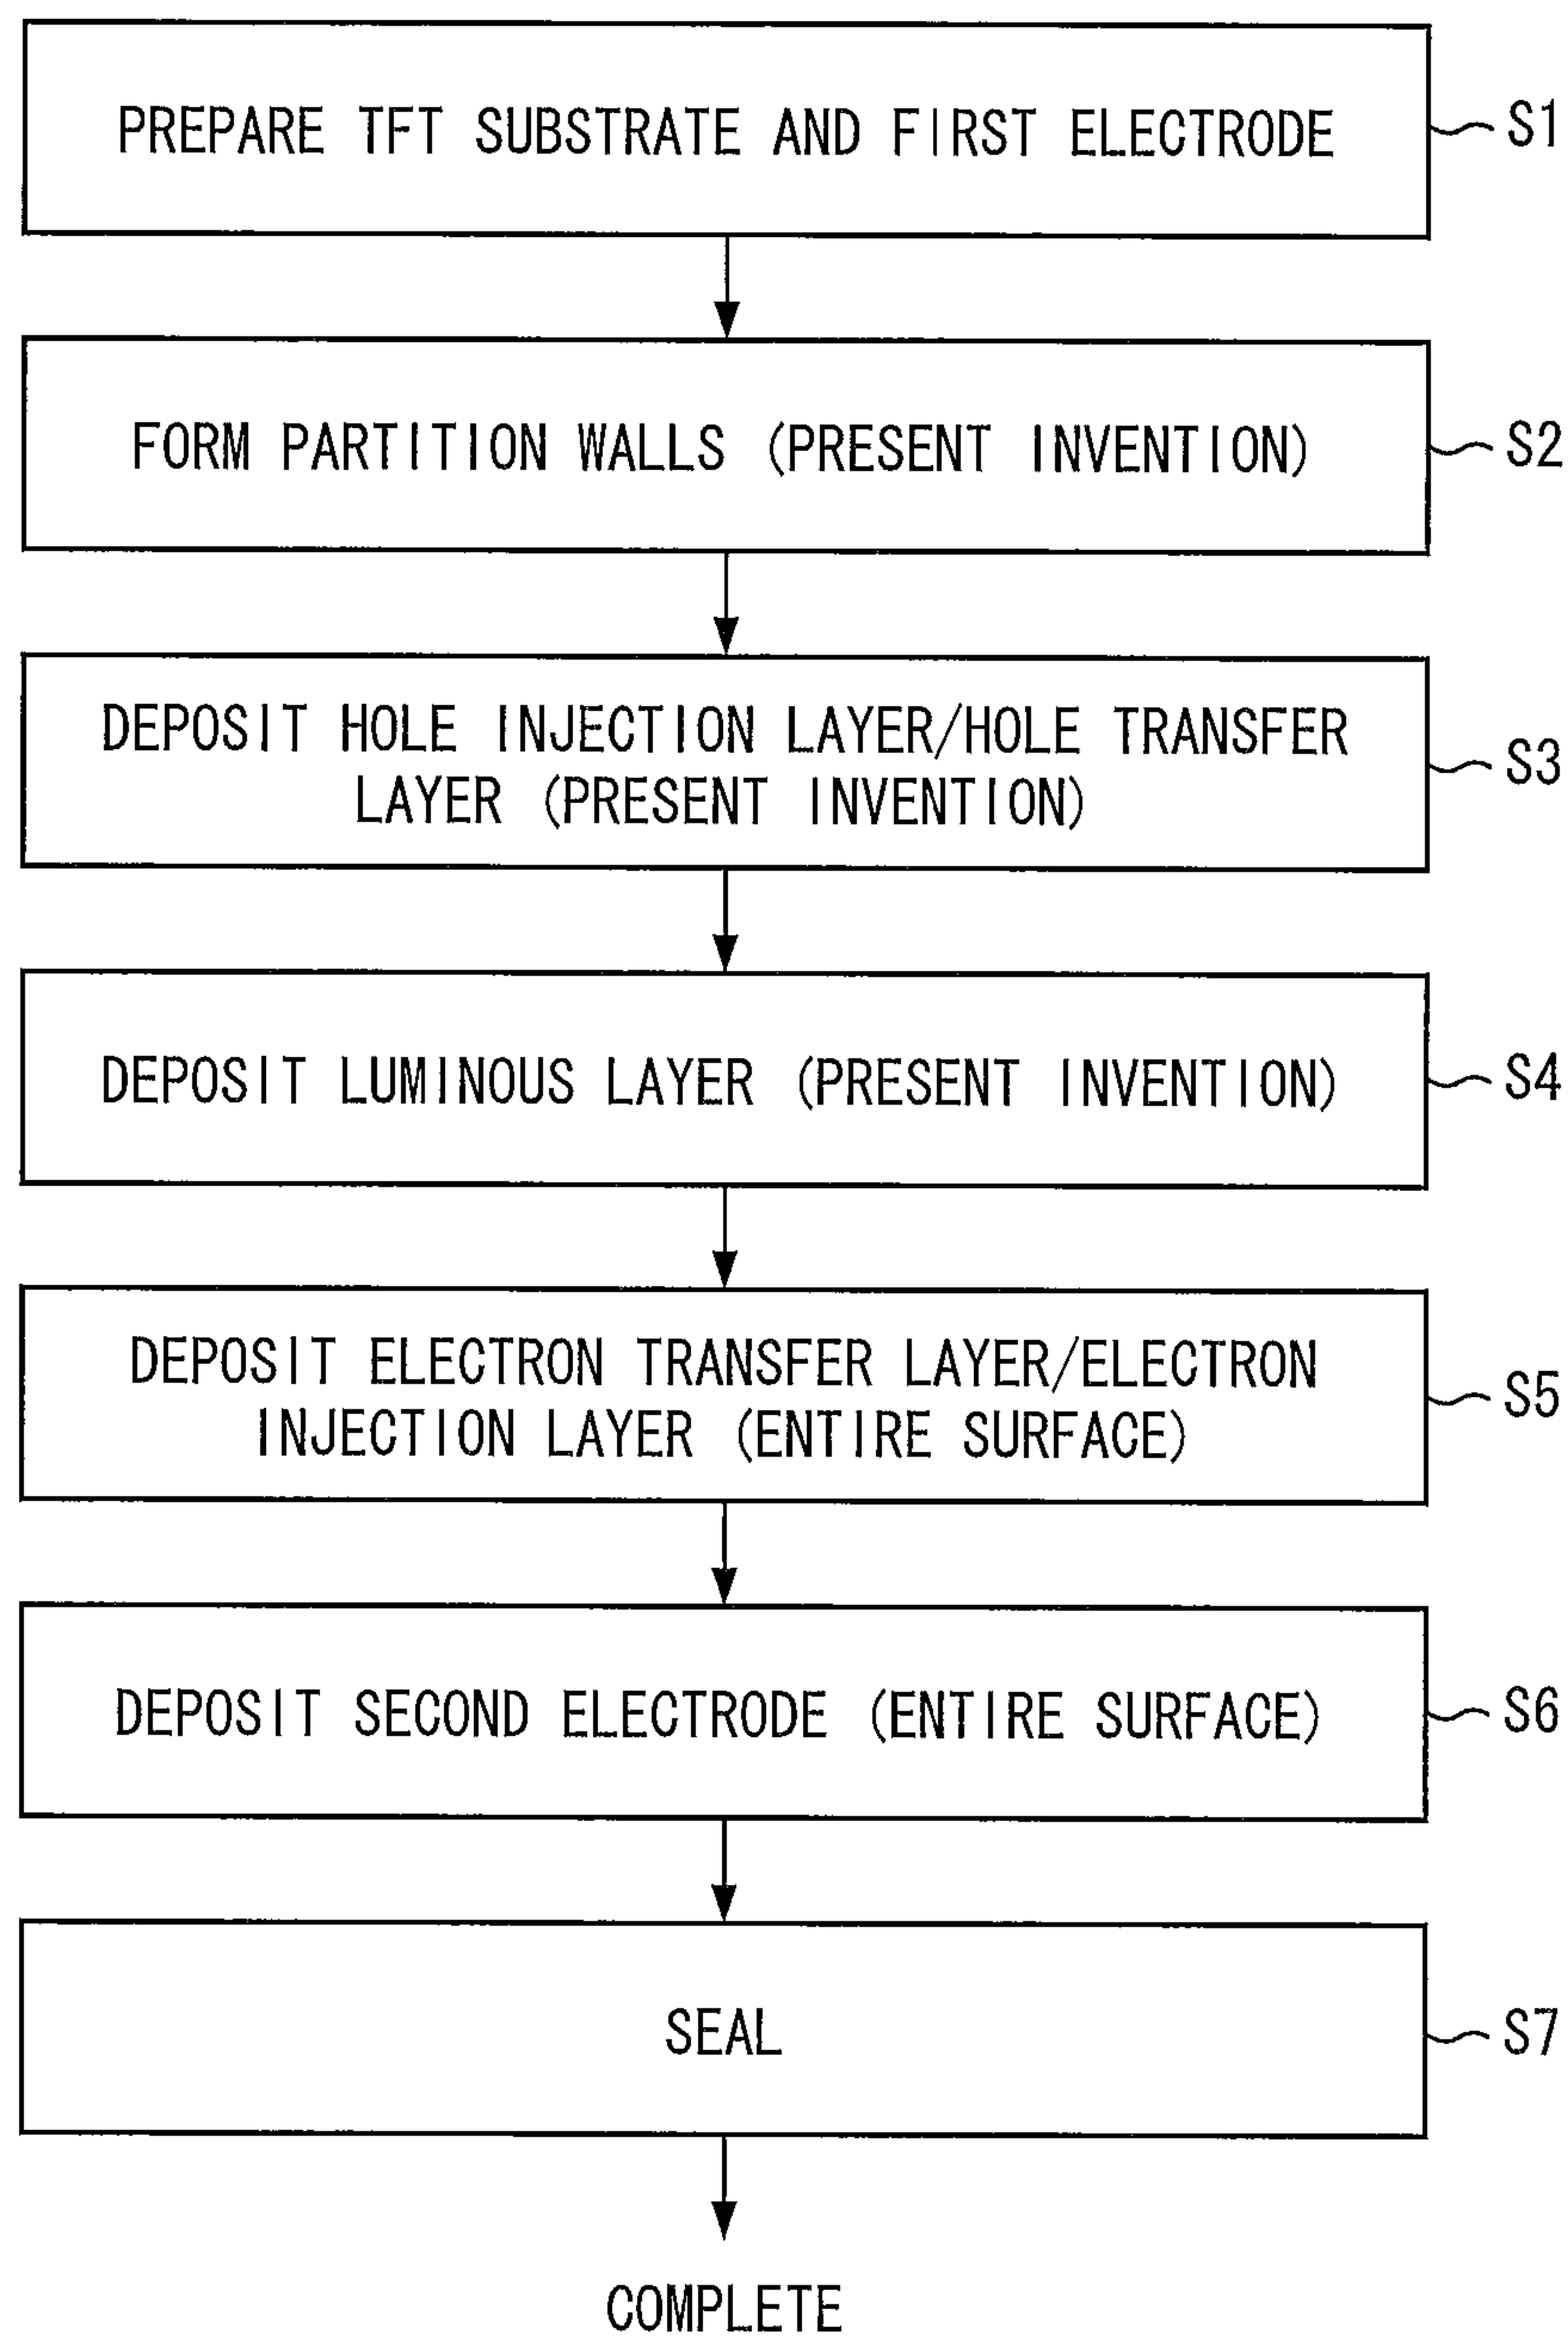 PREPARE TFT SUBSTRATE AND FIRST ELECTRODE
S1
FORM PARTITION WALLS (PRESENT INVENTION)
S2
DEPOSIT HOLE INJECTION LAYER/HOLE TRANSFER
LAYER (PRESENT INVENTION)
S3
DEPOSIT LUMINOUS LAYER (PRESENT INVENTION)
S4
DEPOSIT ELECTRON TRANSFER LAYER/ELECTRON
INJECTION LAYER (ENTIRE SURFACE)
S5
DEPOSIT SECOND ELECTRODE (ENTIRE SURFACE)
S6
SEAL
S7
COMPLETE